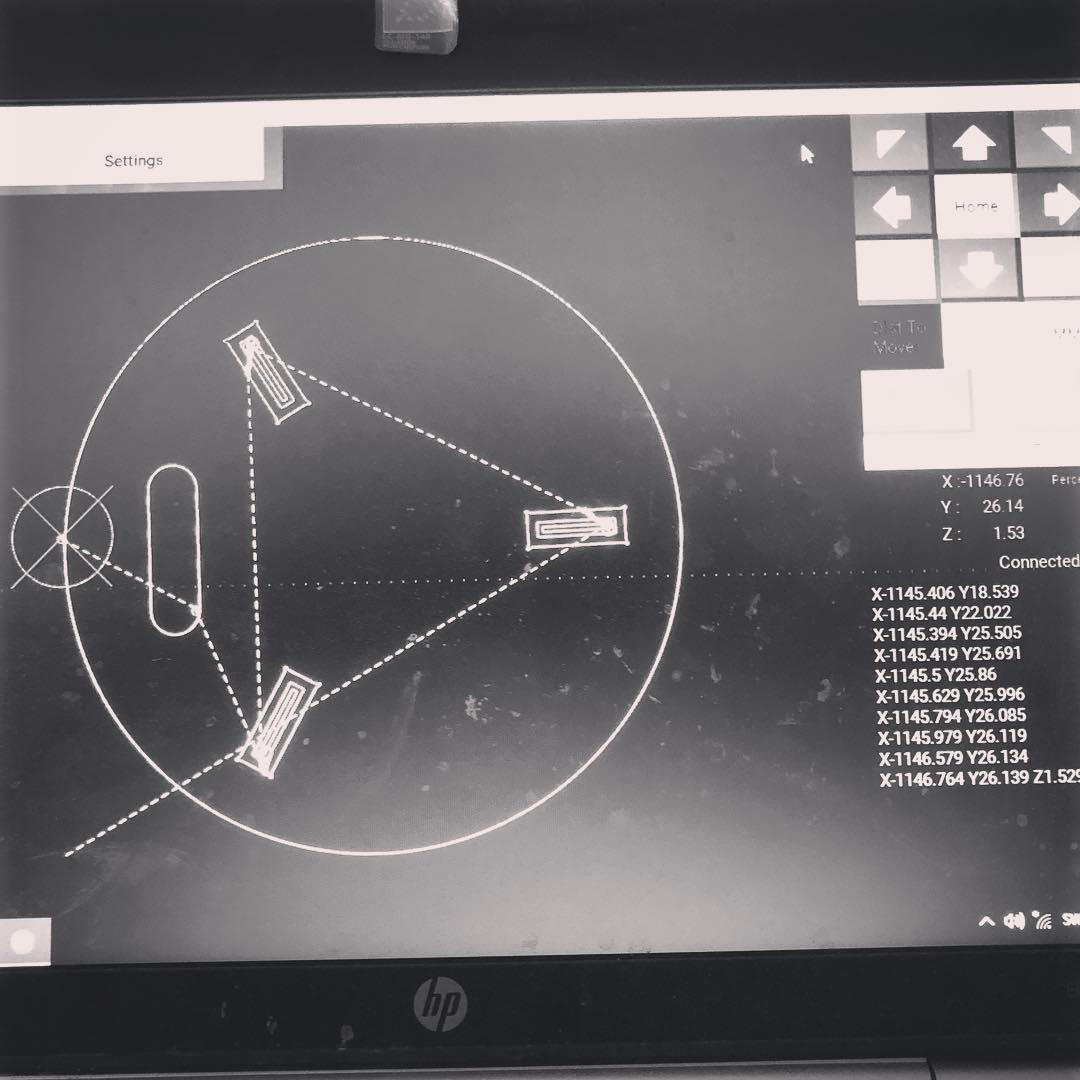 Settings
Home
Dist To
Move
X :-1146.76
Y : 26.14
Z : 1.53
Connected
X-1145.406 Y18.539
X-1145.44 Y22.022
X-1145.394 Y25.505
X-1145.419 Y25.691
X-1145.5 Y25.86
X-1145.629 Y25.996
X-1145.794 Y26.085
X-1145.979 Y26.119
X-1146.579 Y26.134
X-1146.764 Y26.139 Z1.529
hp